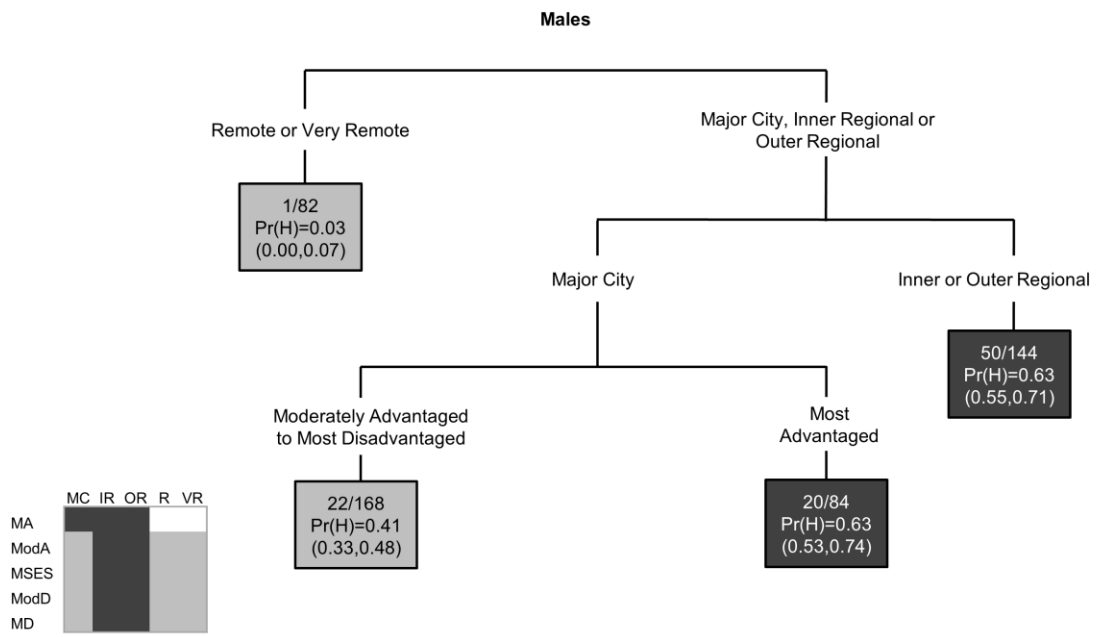 Males
Remote or Very Remote
Major City, Inner Regional or
Outer Regional
1/82
Pr(H)=0.03
(0.00,0.07)
Major City
Inner or Outer Regional
50/144
Pr(H)=0.63
(0.55,0.71)
Moderately Advantaged
to Most Disadvantaged
Most
Advantaged
22/168
Pr(H)=0.41
(0.33,0.48)
20/84
Pr(H)=0.63
(0.53,0.74)
MC IR OR R VR
MA
ModA
MSES
ModD
MD